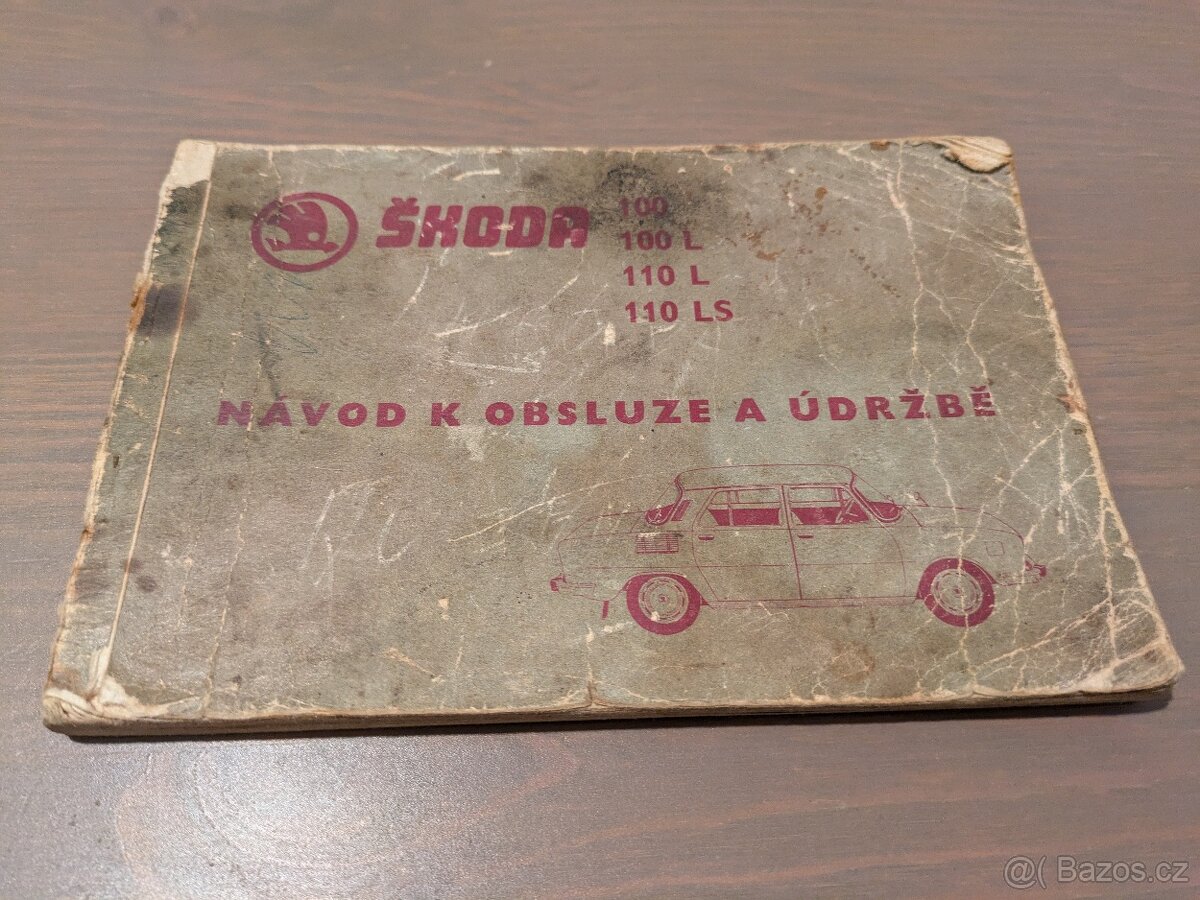 ŠKODA 100
100 L
110 L
110 LS
NÁVOD K OBSLUZE A ÚDRŽBĚ
@( Bazos.cz